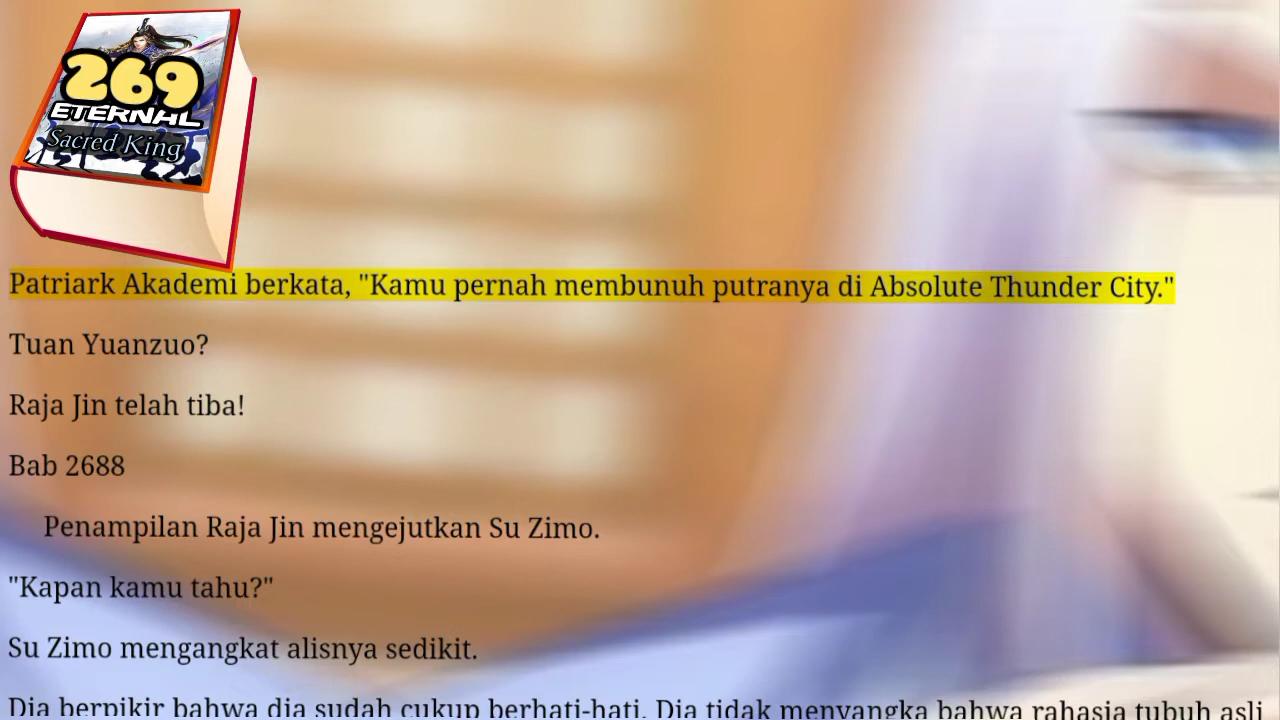 269
ETERNAL
Sacred King
Patriark Akademi berkata, "Kamu pernah membunuh putranya di Absolute Thunder City."
Tuan Yuanzuo?
Raja Jin telah tiba!
Bab 2688
Penampilan Raja Jin mengejutkan Su Zimo.
"Kapan kamu tahu?"
Su Zimo mengangkat alisnya sedikit.
Dia berpikir bahwa dia sudah cukup berhati-hati. Dia tidak menyangka bahwa rahasia tubuh asli